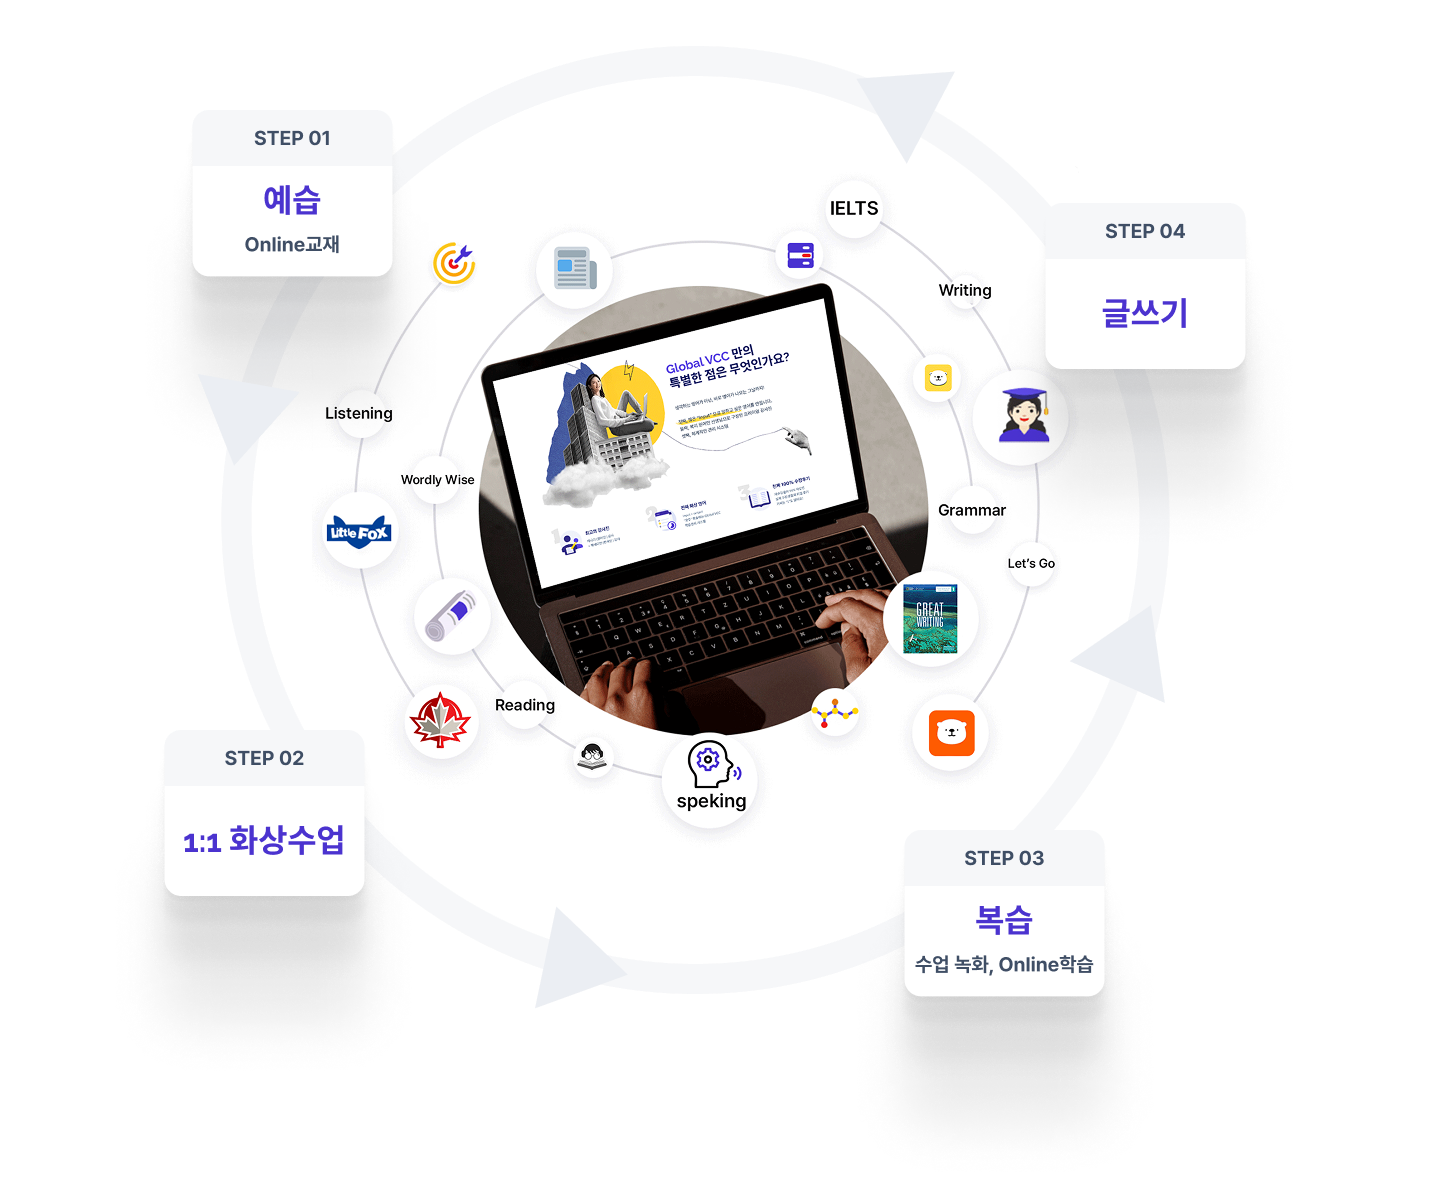 STEP 01
예습
Online교재
STEP 04
글쓰기
IELTS
Writing
Listening
Wordly Wise
Little Fox
Grammar
Let's Go
GREAT
WRITING
Reading
speking
Global VCC 만의
특별한 점은 무엇인가요?
STEP 02
1:1 화상수업
STEP 03
복습
수업 녹화, Online학습